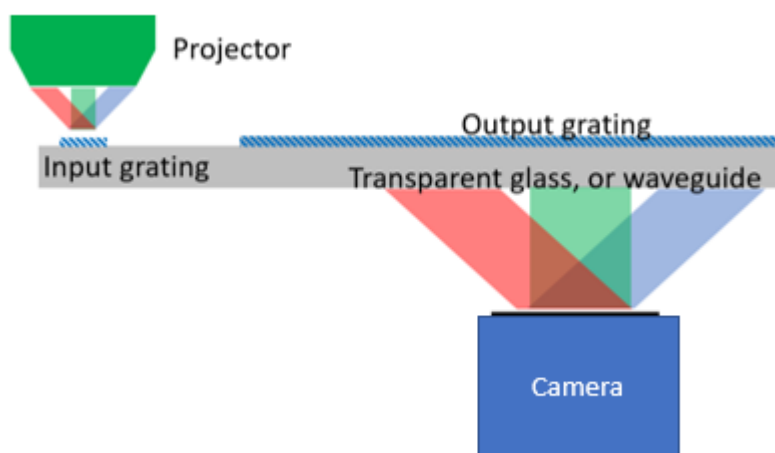 Projector
Output grating
Input grating
Transparent glass, or waveguide
Camera